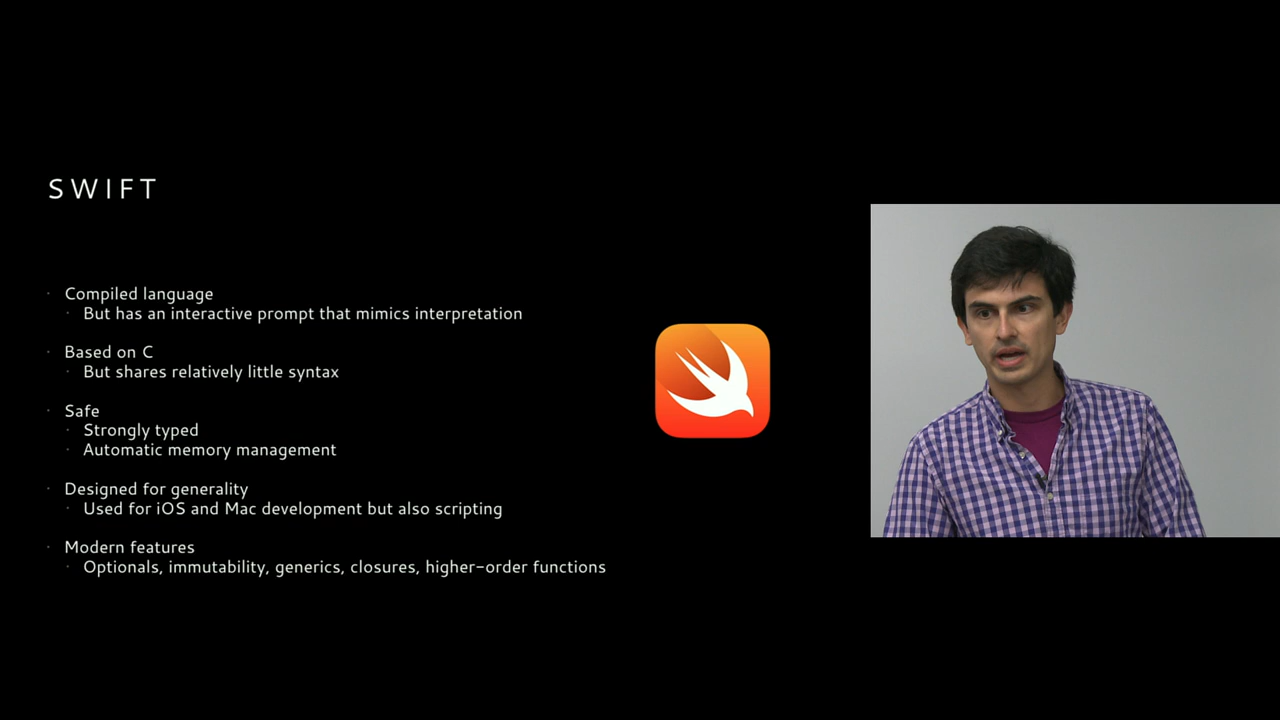 SWIFT
· Compiled language
· But has an interactive prompt that mimics interpretation
· Based on C
· But shares relatively little syntax
· Safe
· Strongly typed
· Automatic memory management
· Designed for generality
· Used for iOS and Mac development but also scripting
· Modern features
· Optionals, immutability, generics, closures, higher-order functions